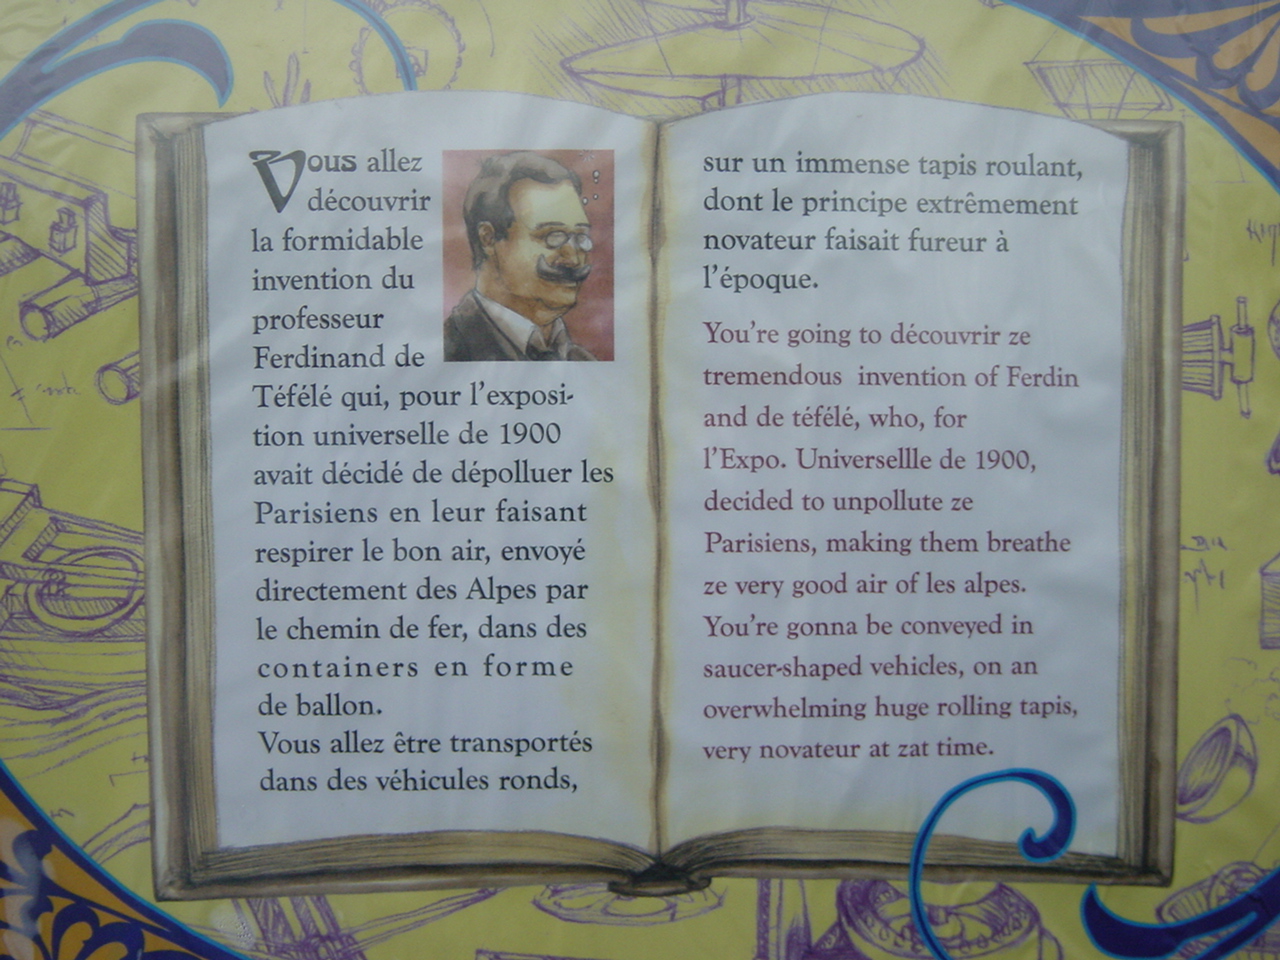 Vous allez
découvrir
la formidable
invention du
professeur
Ferdinand de
Téfélé qui, pour l'exposi-
tion universelle de 1900
avait décidé de dépolluer les
Parisiens en leur faisant
respirer le bon air, envoyé
directement des Alpes par
le chemin de fer, dans des
containers en forme
de ballon.
Vous allez être transportés
dans des véhicules ronds,
sur un immense tapis roulant,
dont le principe extrêmement
novateur faisait fureur à
l'époque.
You're going to découvrir ze
tremendous invention of Ferdin
and de téfélé, who, for
l'Expo. Universellle de 1900,
decided to unpollute ze
Parisiens, making them breathe
ze very good air of les alpes.
You're gonna be conveyed in
saucer-shaped vehicles, on an
overwhelming huge rolling tapis,
very novateur at zat time.